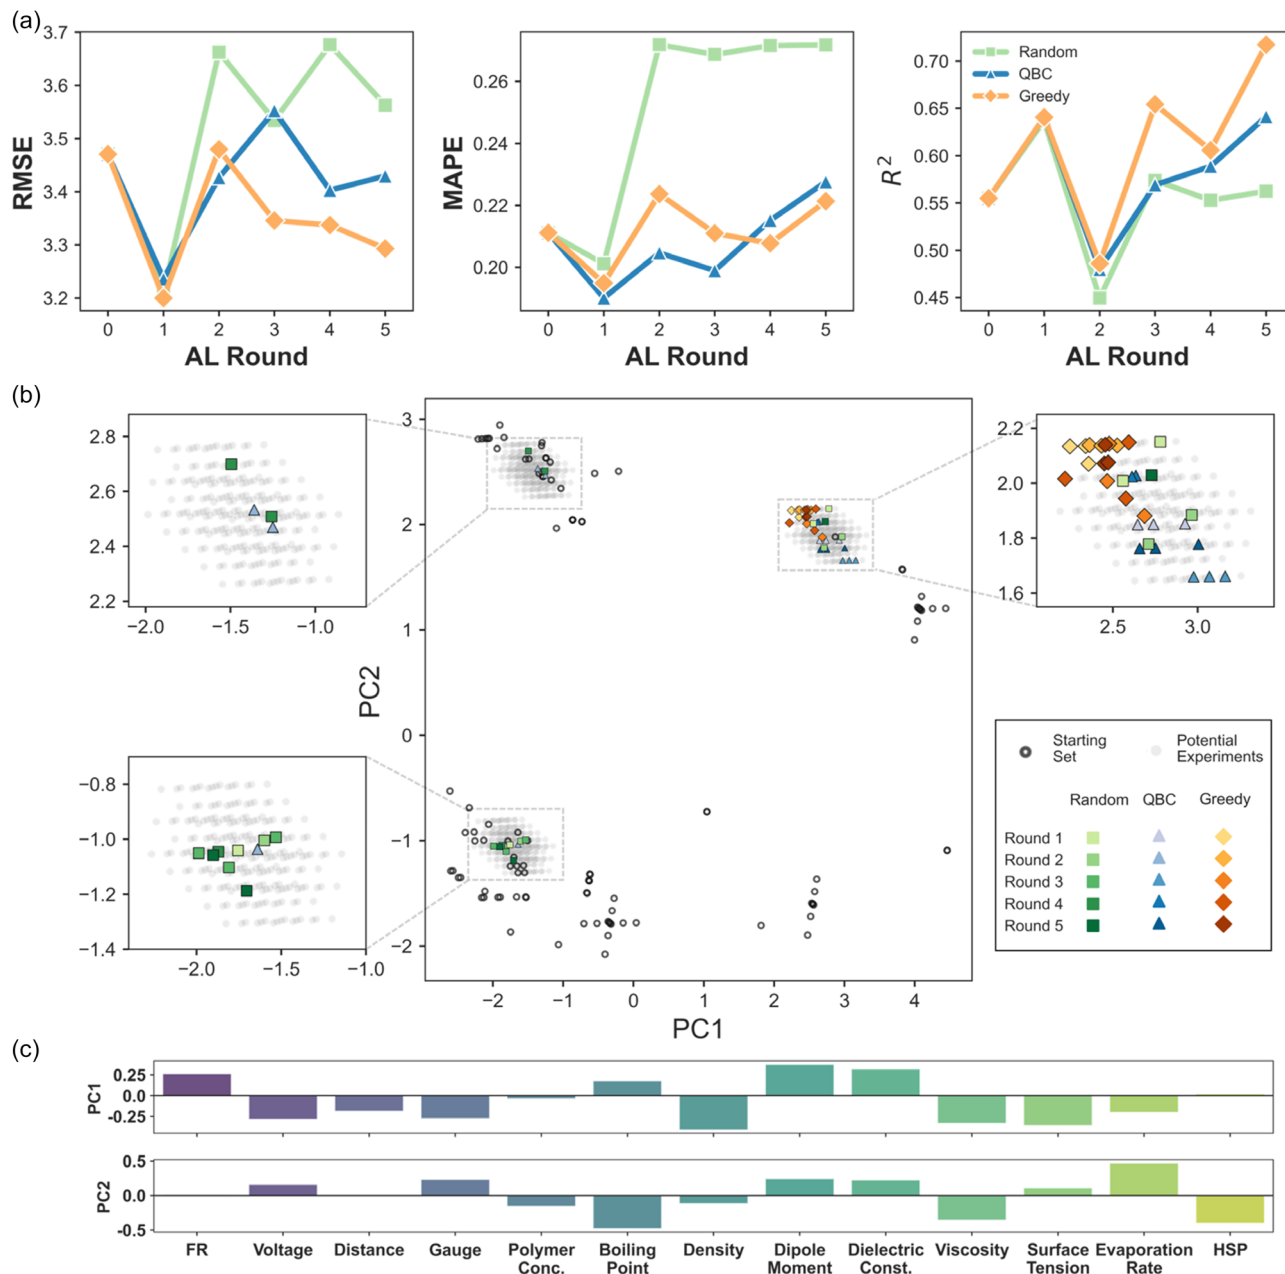 (a)
3.7
3.6
3.5
3.4
3.3
3.2
RMSE
0 1 2 3 4 5
AL Round
0.26
0.24
0.22
0.20
MAPE
0 1 2 3 4 5
AL Round
0.70
0.65
0.60
0.55
0.50
0.45
R²
Random
QBC
Greedy
0 1 2 3 4 5
AL Round
(b)
2.8
2.6
2.4
2.2
−2.0 −1.5 −1.0
3
2
1
0
−1
−2
PC2
−2 −1 0 1 2 3 4
PC1
2.2
2.0
1.8
1.6
2.5 3.0
−0.8
−1.0
−1.2
−1.4
−2.0 −1.5 −1.0
Starting Set
Potential Experiments
Random QBC Greedy
Round 1
Round 2
Round 3
Round 4
Round 5
(c)
0.25
0.0
-0.25
PC1
0.5
0.0
-0.5
PC2
FR Voltage Distance Gauge Polymer Conc. Boiling Point Density Dipole Moment Dielectric Const. Viscosity Surface Tension Evaporation Rate HSP